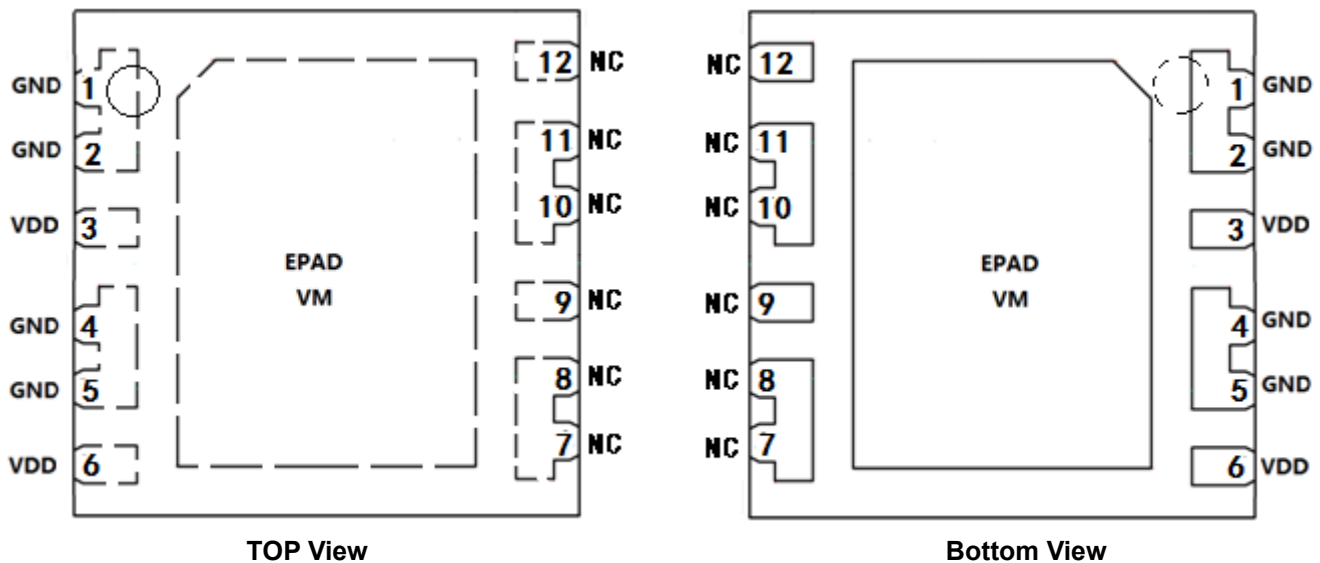 GND 1
GND 2
VDD 3
GND 4
GND 5
VDD 6
EPAD
VM
12 NC
11 NC
10 NC
9 NC
8 NC
7 NC
TOP View
NC 12
NC 11
NC 10
NC 9
NC 8
NC 7
EPAD
VM
1 GND
2 GND
3 VDD
4 GND
5 GND
6 VDD
Bottom View